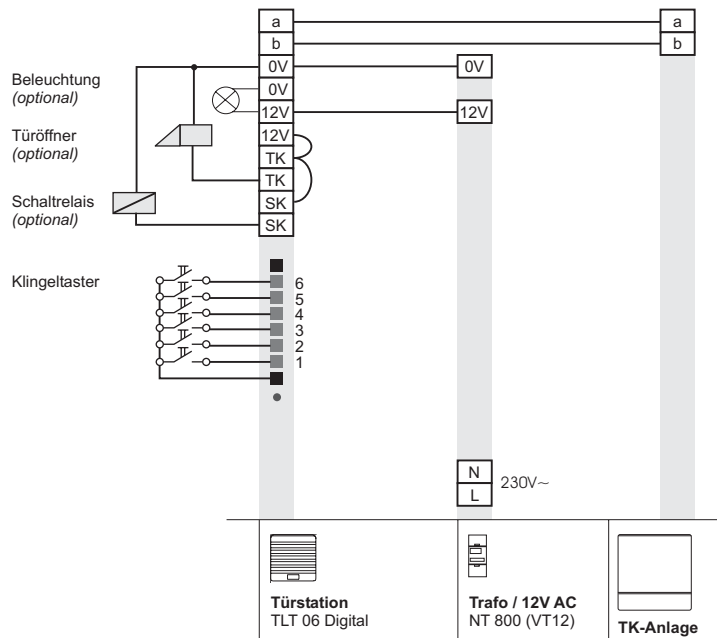 a
b
0V
0V
12V
12V
TK
TK
SK
SK
a
b
0V
12V
Beleuchtung
(optional)
Türöffner
(optional)
Schaltrelais
(optional)
Klingeltaster
6
5
4
3
2
1
N
L
230V~
Türstation
TLT 06 Digital
Trafo / 12V AC
NT 800 (VT12)
TK-Anlage